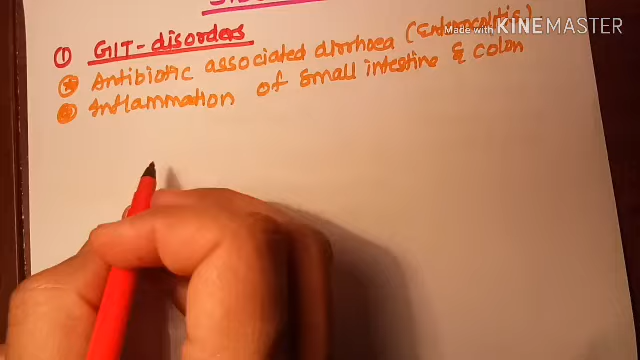 Made with KINEMASTER
① GIT-disorders
Antibiotic associated diarrhoea (Enterocolitis)
Inflammation of small intestine & colon